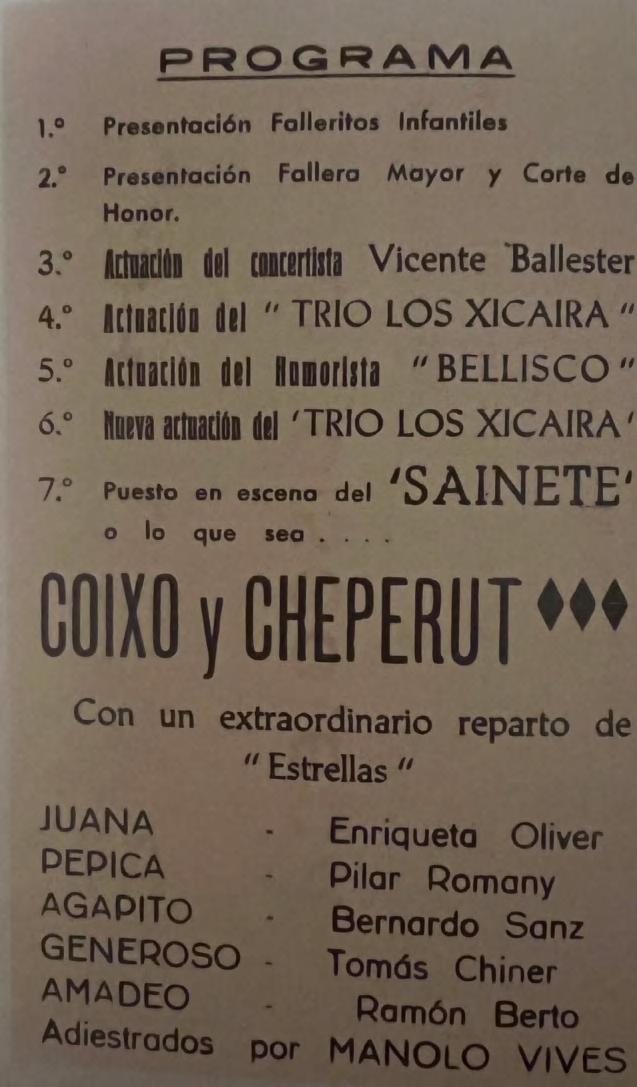 PROGRAMA
1.º Presentación Falleritos Infantiles
2.º Presentación Fallera Mayor y Corte de
Honor.
3.º Actuación del concertista Vicente Ballester
4.º Actuación del " TRIO LOS XICAIRA "
5.º Actuación del Humorista " BELLISCO "
6.º Nueva actuación del 'TRIO LOS XICAIRA'
7.º Puesto en escena del 'SAINETE'
o lo que sea . . . .
COIXO y CHEPERUT ♦♦♦
Con un extraordinario reparto de
" Estrellas "
JUANA - Enriqueta Oliver
PEPICA - Pilar Romany
AGAPITO - Bernardo Sanz
GENEROSO - Tomás Chiner
AMADEO - Ramón Berto
Adiestrados por MANOLO VIVES